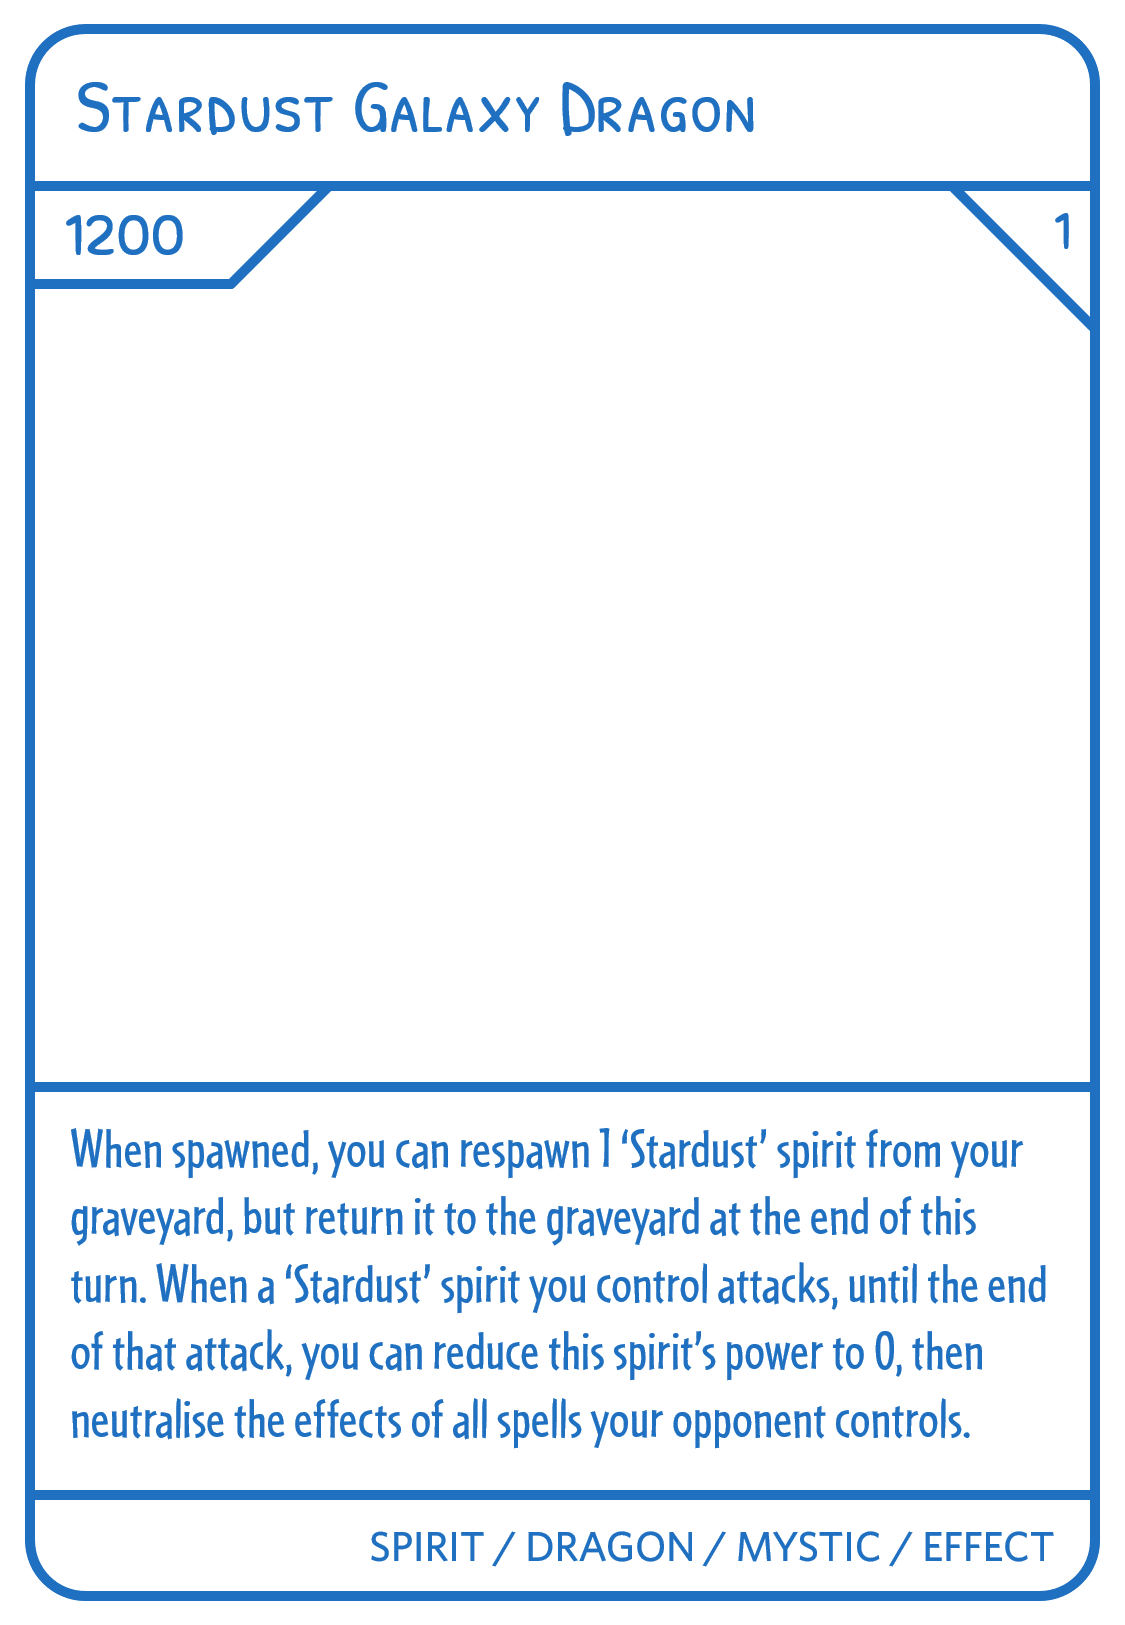 Stardust Galaxy Dragon
1200
1
When spawned, you can respawn 1 ‘Stardust’ spirit from your
graveyard, but return it to the graveyard at the end of this
turn. When a ‘Stardust’ spirit you control attacks, until the end
of that attack, you can reduce this spirit’s power to 0, then
neutralise the effects of all spells your opponent controls.
SPIRIT / DRAGON / MYSTIC / EFFECT